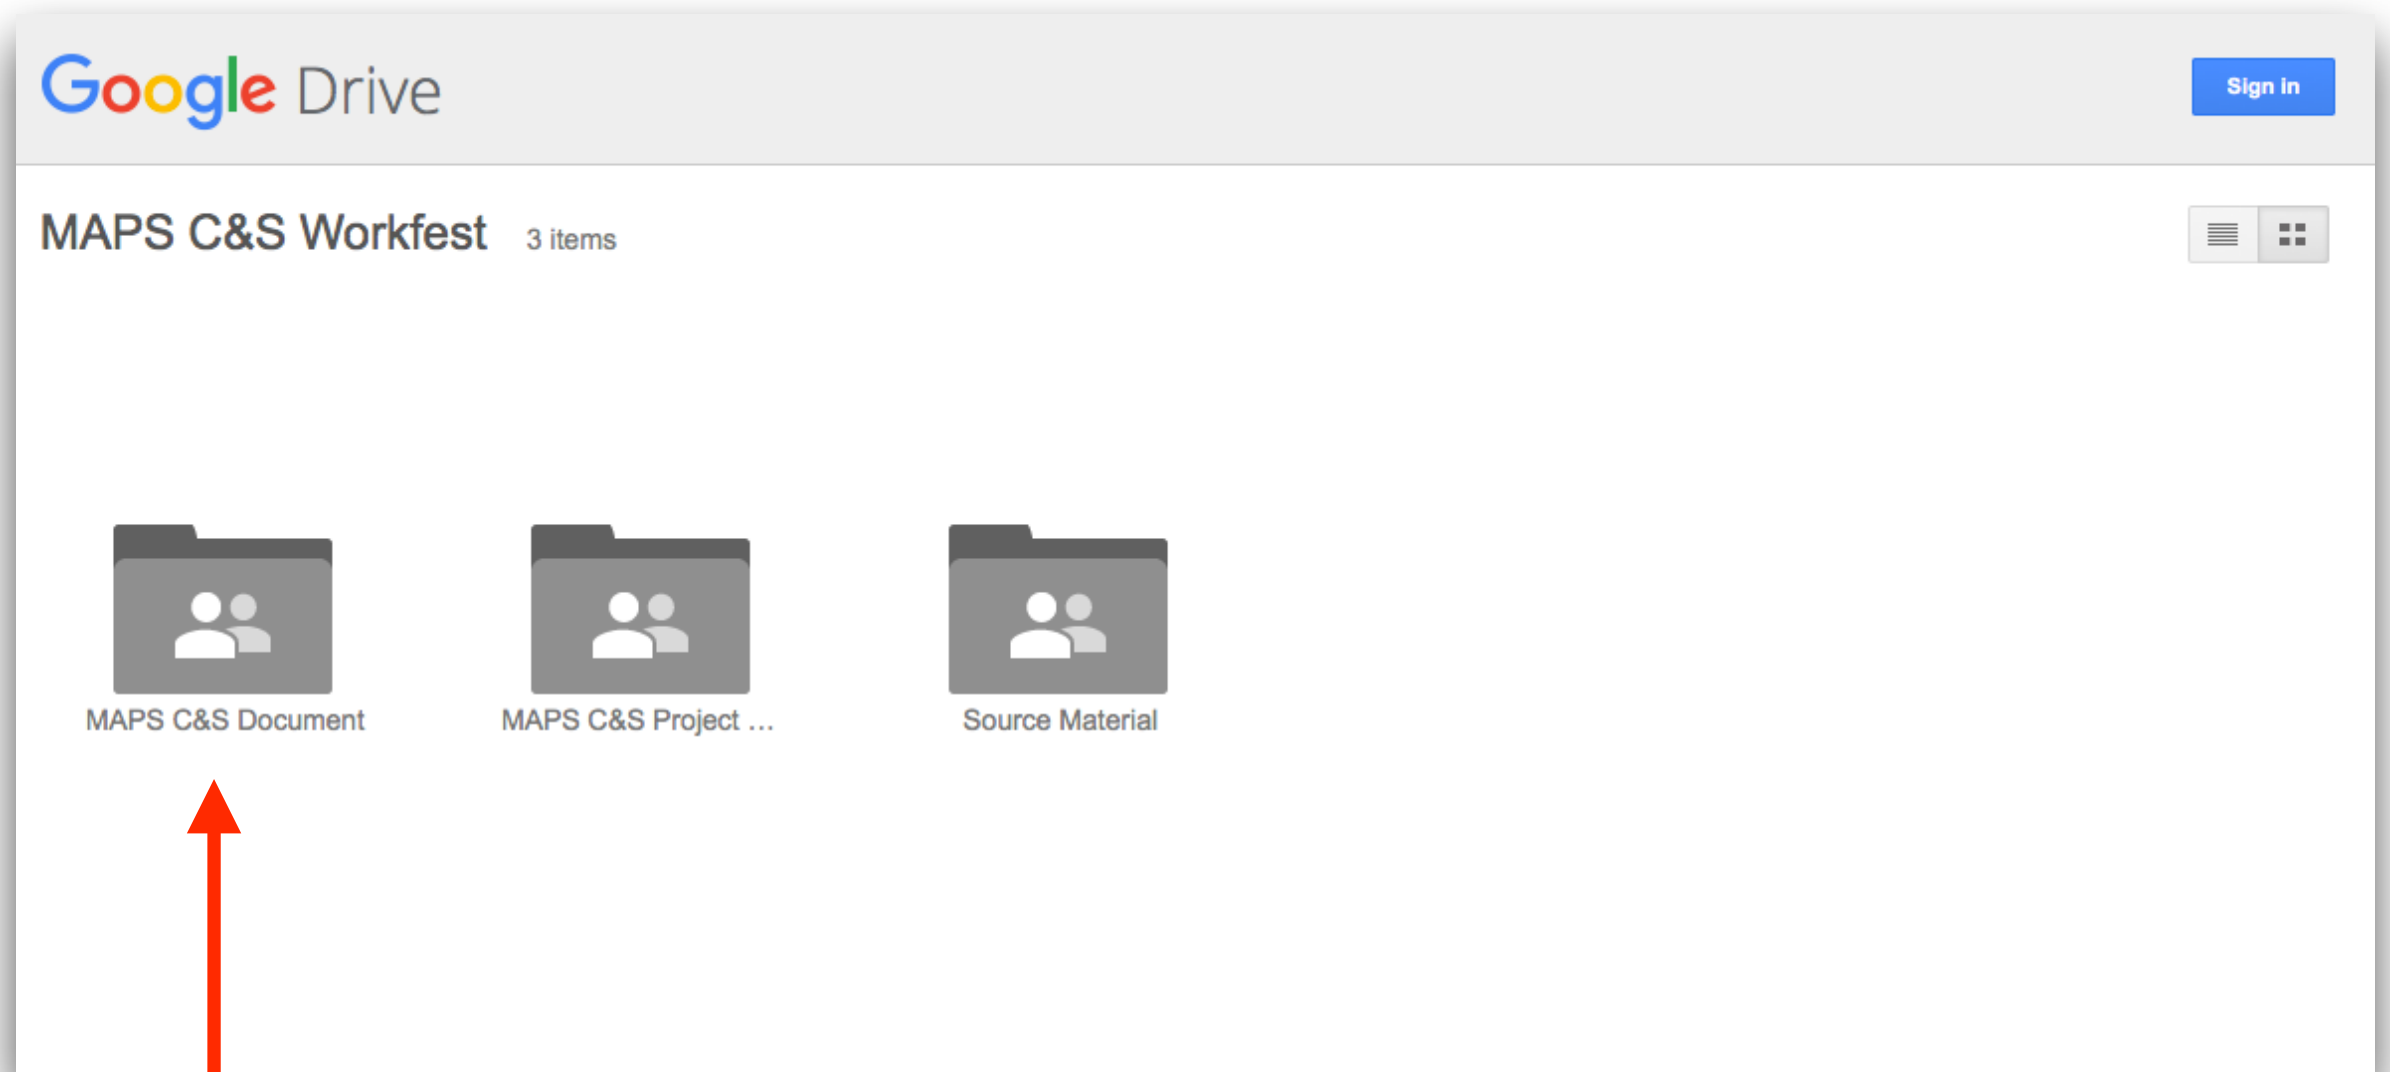 Google Drive
Sign in
MAPS C&S Workfest 3 items
MAPS C&S Document
MAPS C&S Project ...
Source Material